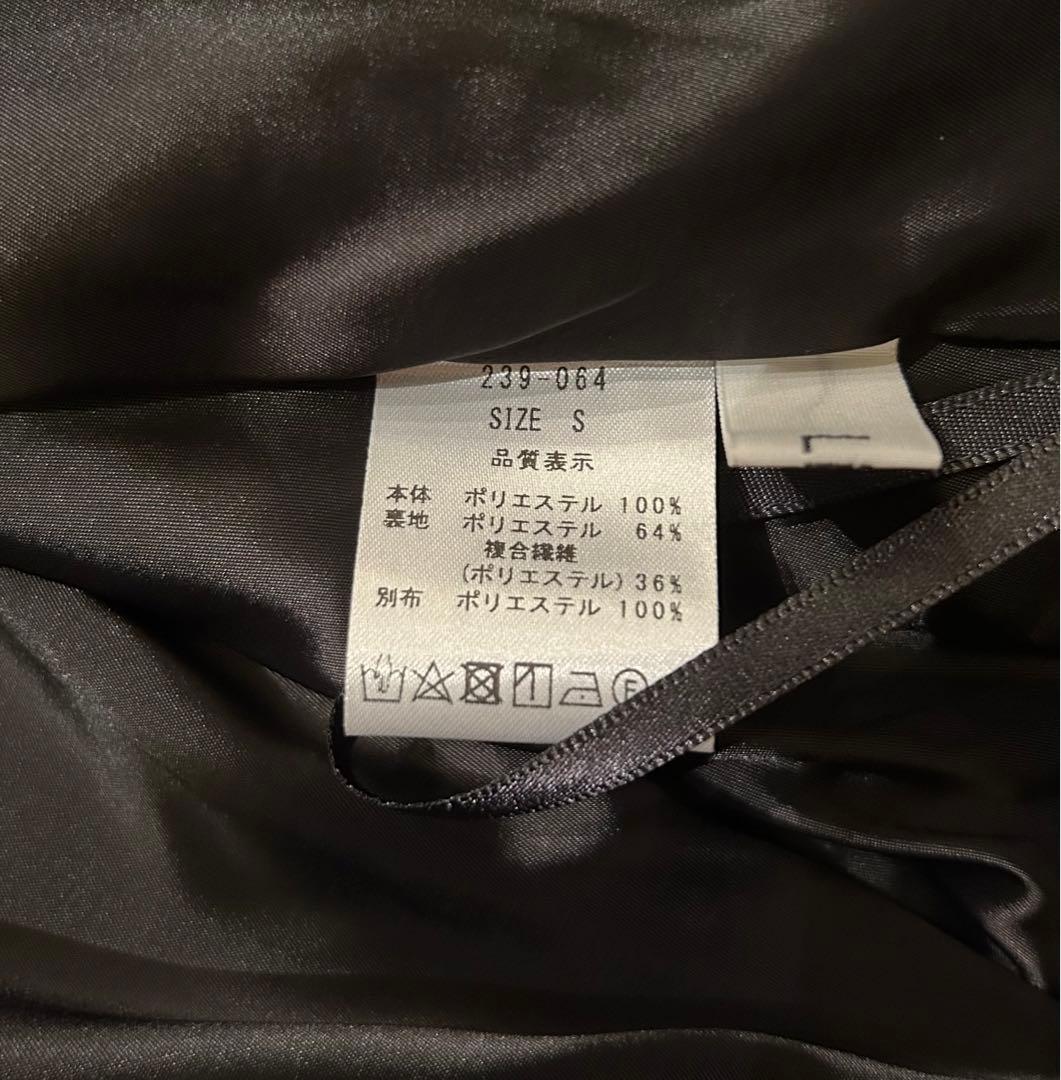 239-064
SIZE S
品質表示
本体 ポリエステル 100%
裏地 ポリエステル 64%
複合繊維
(ポリエステル) 36%
別布 ポリエステル 100%
F